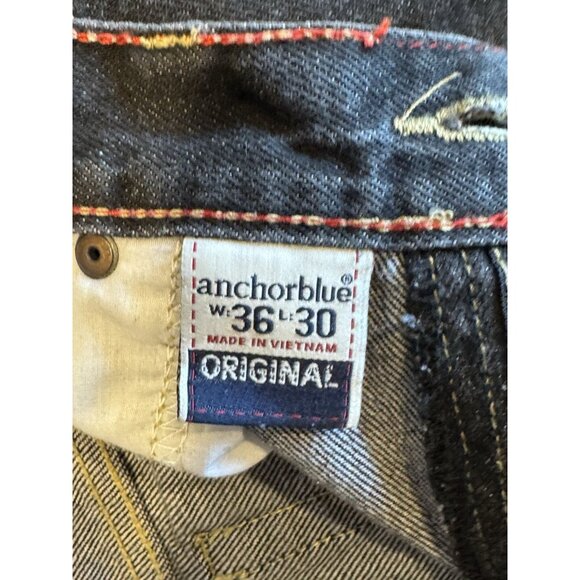 anchorblue®
W:36 L:30
MADE IN VIETNAM
ORIGINAL